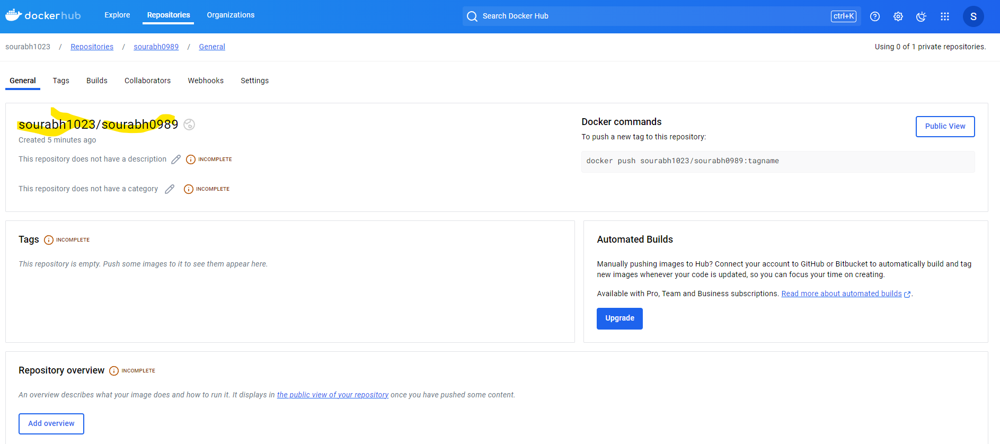 dockerhub Explore Repositories Organizations Search Docker Hub ctrl+K S
sourabh1023 / Repositories / sourabh0989 / General Using 0 of 1 private repositories.
General Tags Builds Collaborators Webhooks Settings
sourabh1023/sourabh0989
Created 5 minutes ago
This repository does not have a description INCOMPLETE
This repository does not have a category INCOMPLETE
Docker commands
Public View
To push a new tag to this repository:
docker push sourabh1023/sourabh0989:tagname
Tags INCOMPLETE
This repository is empty. Push some images to it to see them appear here.
Automated Builds
Manually pushing images to Hub? Connect your account to GitHub or Bitbucket to automatically build and tag
new images whenever your code is updated, so you can focus your time on creating.
Available with Pro, Team and Business subscriptions. Read more about automated builds.
Upgrade
Repository overview INCOMPLETE
An overview describes what your image does and how to run it. It displays in the public view of your repository once you have pushed some content.
Add overview